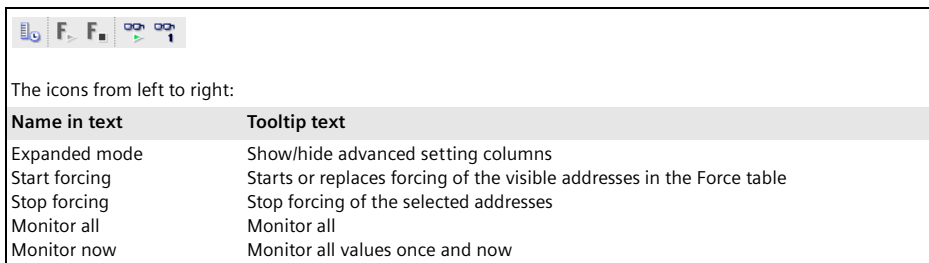 F F 1
The icons from left to right:
Name in text Tooltip text
Expanded mode Show/hide advanced setting columns
Start forcing Starts or replaces forcing of the visible addresses in the Force table
Stop forcing Stop forcing of the selected addresses
Monitor all Monitor all
Monitor now Monitor all values once and now